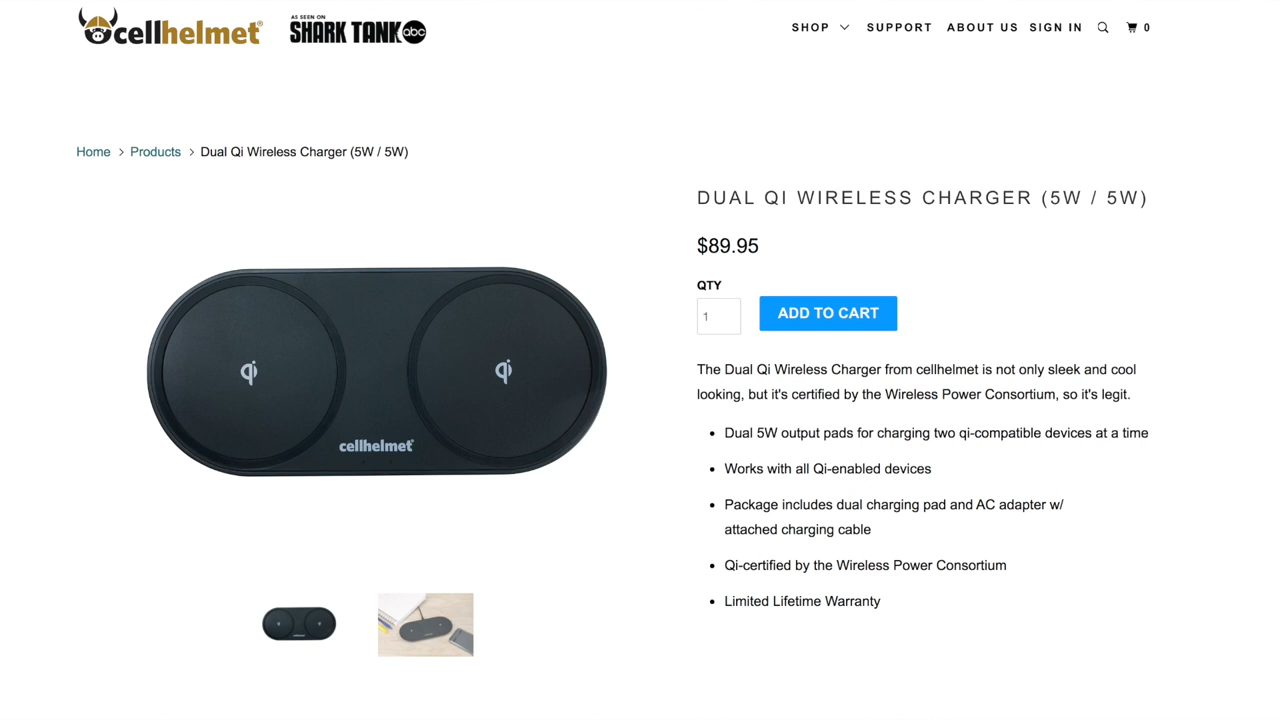 cellhelmet®
AS SEEN ON
SHARK TANK abc
SHOP
SUPPORT
ABOUT US
SIGN IN
0
Home > Products > Dual Qi Wireless Charger (5W / 5W)
DUAL QI WIRELESS CHARGER (5W / 5W)
$89.95
QTY
1
ADD TO CART
The Dual Qi Wireless Charger from cellhelmet is not only sleek and cool
looking, but it's certified by the Wireless Power Consortium, so it's legit.
• Dual 5W output pads for charging two qi-compatible devices at a time
• Works with all Qi-enabled devices
• Package includes dual charging pad and AC adapter w/
attached charging cable
• Qi-certified by the Wireless Power Consortium
• Limited Lifetime Warranty
qi
qi
cellhelmet®